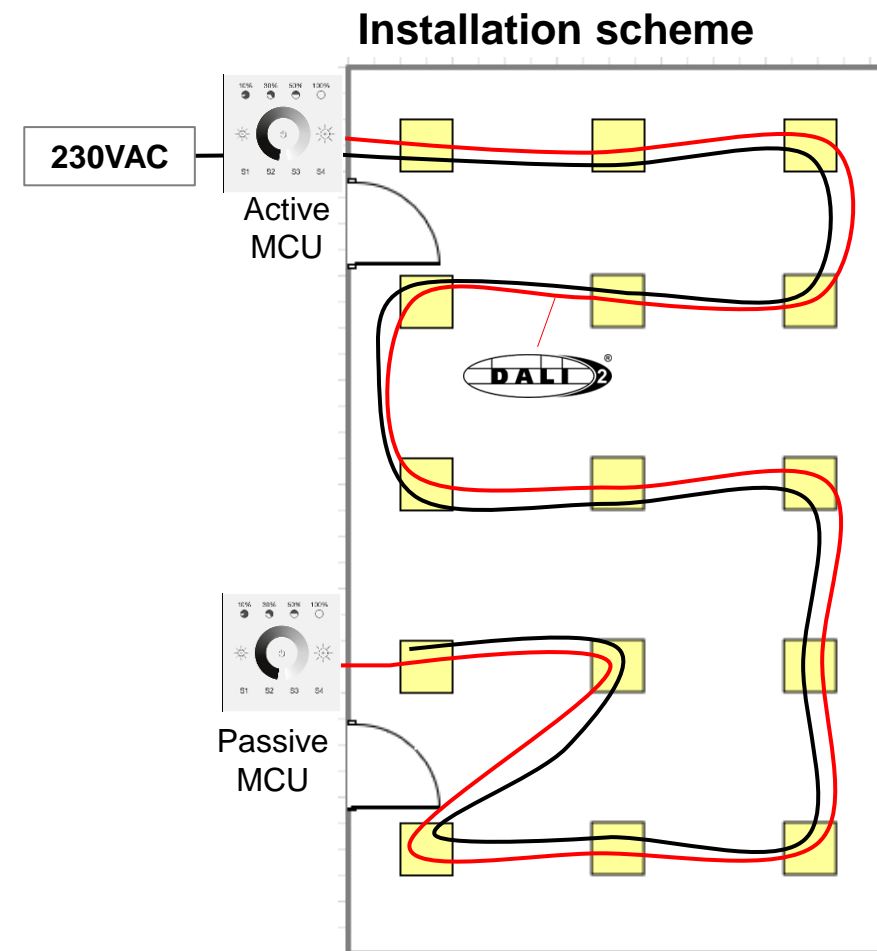 Installation scheme
10% 30% 50% 100%
230VAC
S1 S2 S3 S4
Active
MCU
DALI 2 ®
10% 30% 50% 100%
S1 S2 S3 S4
Passive
MCU